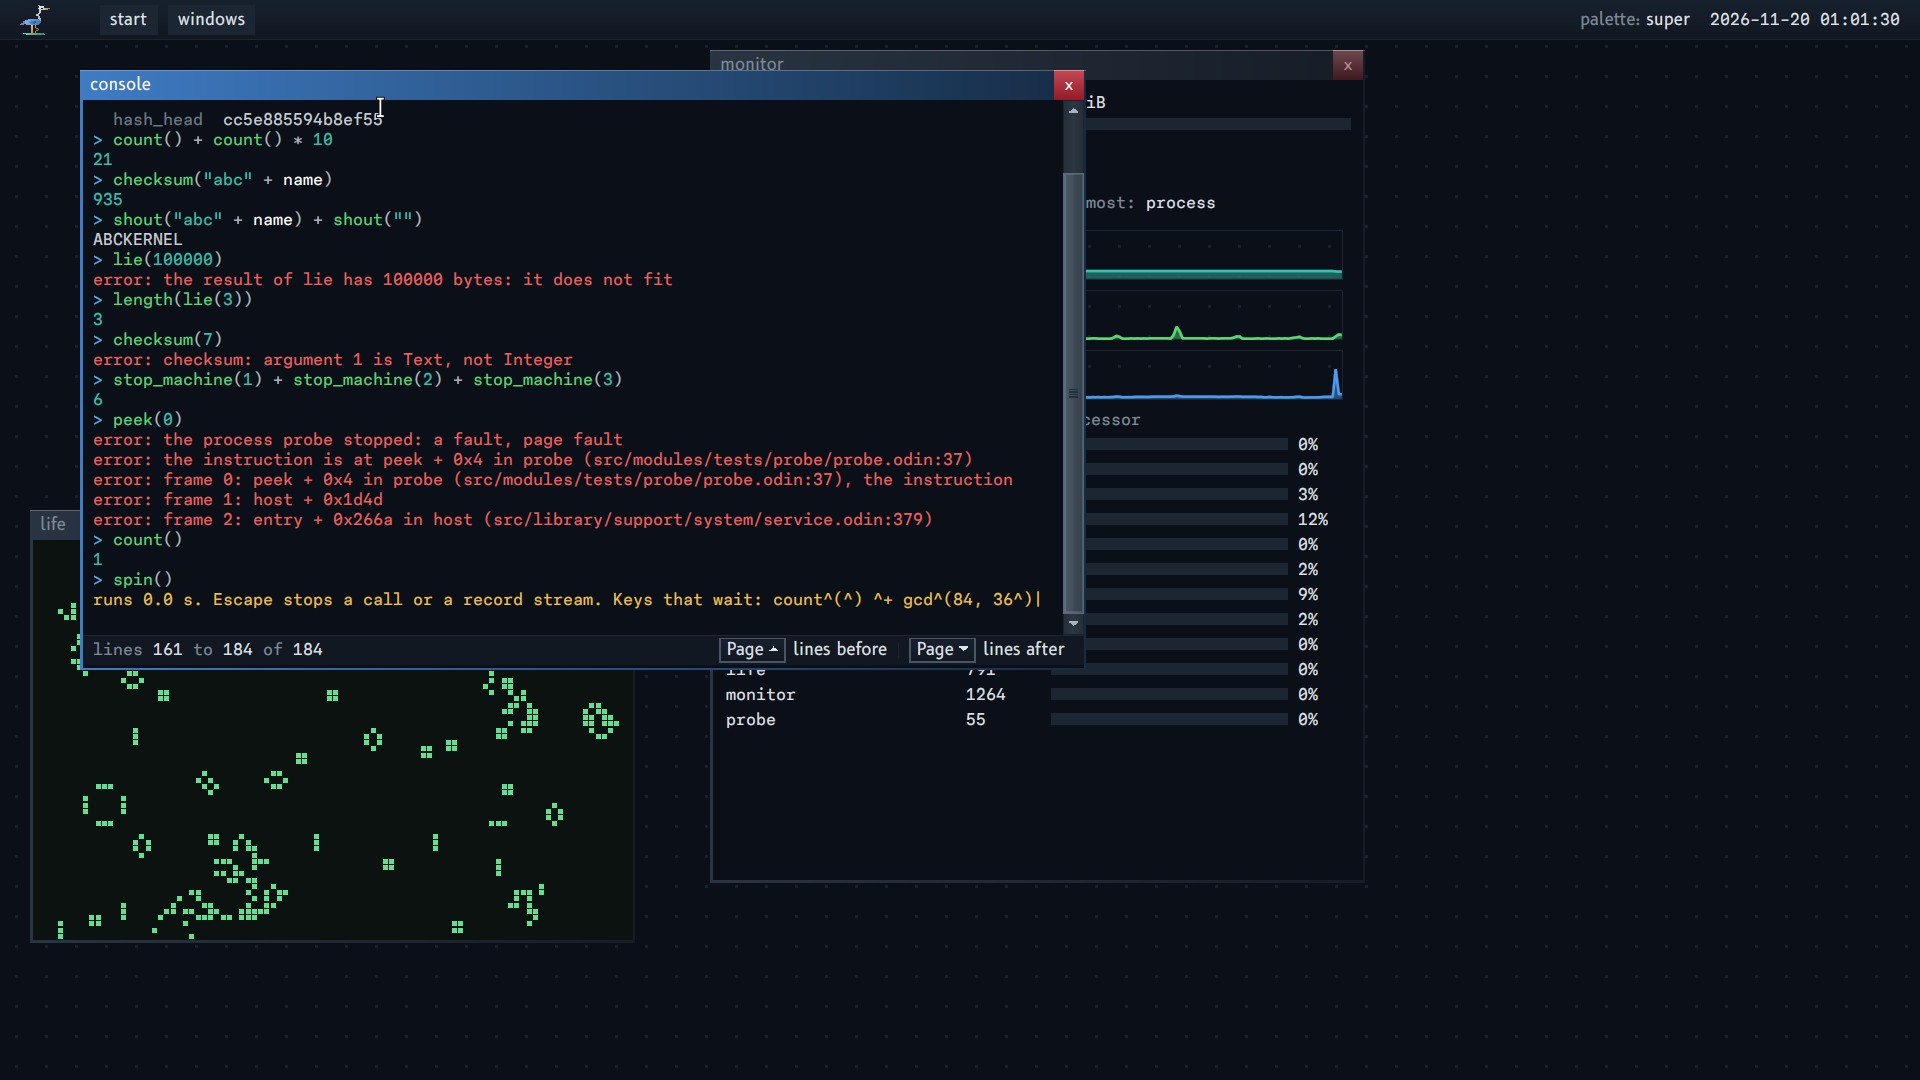 start windows palette: super 2026-11-20 01:01:30
monitor x
console x
iB
hash_head cc5e885594b8ef55
> count() + count() * 10
21
> checksum("abc" + name)
935
most: process
> shout("abc" + name) + shout("")
ABCKERNEL
> lie(100000)
error: the result of lie has 100000 bytes: it does not fit
> length(lie(3))
3
> checksum(7)
error: checksum: argument 1 is Text, not Integer
> stop_machine(1) + stop_machine(2) + stop_machine(3)
6
> peek(0)
cessor
error: the process probe stopped: a fault, page fault
0%
error: the instruction is at peek + 0x4 in probe (src/modules/tests/probe/probe.odin:37)
0%
error: frame 0: peek + 0x4 in probe (src/modules/tests/probe/probe.odin:37), the instruction
3%
error: frame 1: host + 0x1d4d
error: frame 2: entry + 0x266a in host (src/library/support/system/service.odin:379)
12%
life
> count()
0%
1
2%
> spin()
9%
runs 0.0 s. Escape stops a call or a record stream. Keys that wait: count^(^) ^+ gcd^(84, 36^)|
2%
0%
lines 161 to 184 of 184 Page lines before Page lines after
life 791 0%
monitor 1264 0%
probe 55 0%